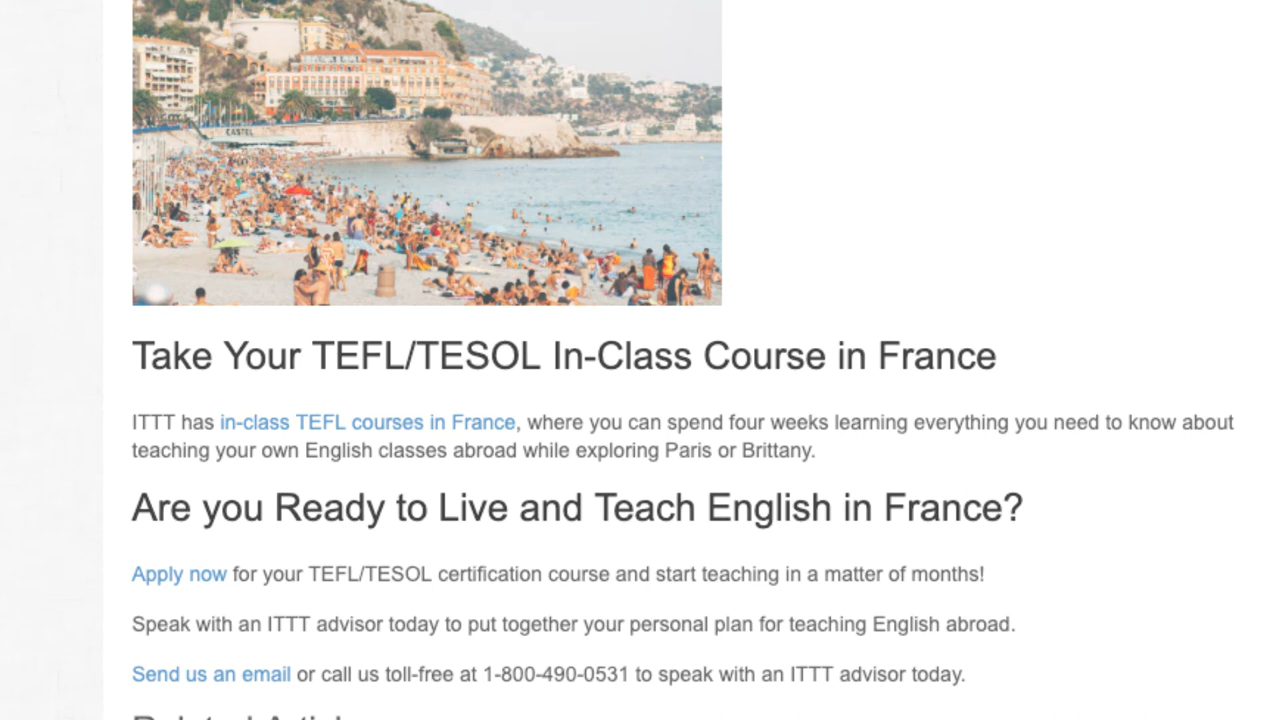 CASTEL
Take Your TEFL/TESOL In-Class Course in France
ITTT has in-class TEFL courses in France, where you can spend four weeks learning everything you need to know about
teaching your own English classes abroad while exploring Paris or Brittany.
Are you Ready to Live and Teach English in France?
Apply now for your TEFL/TESOL certification course and start teaching in a matter of months!
Speak with an ITTT advisor today to put together your personal plan for teaching English abroad.
Send us an email or call us toll-free at 1-800-490-0531 to speak with an ITTT advisor today.